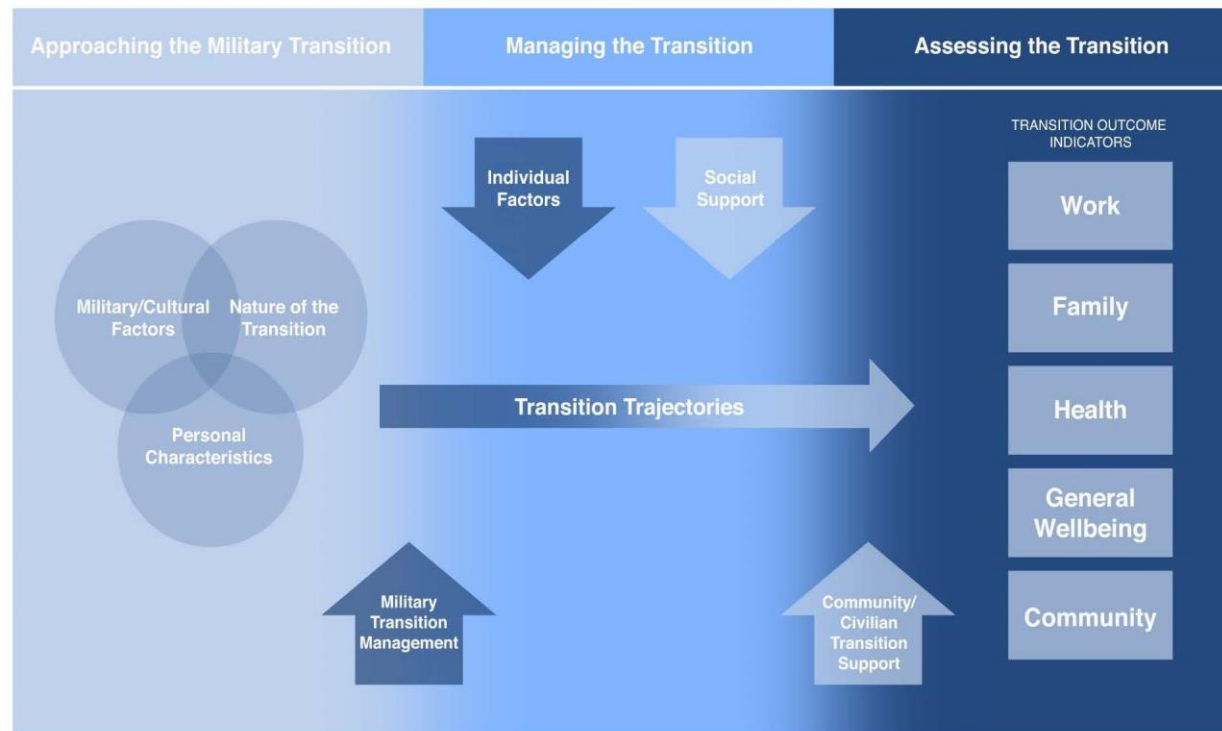 Approaching the Military Transition
Managing the Transition
Assessing the Transition
TRANSITION OUTCOME
INDICATORS
Individual
Factors
Social
Support
Work
Military/Cultural
Factors
Nature of the
Transition
Family
Transition Trajectories
Health
Personal
Characteristics
General
Wellbeing
Military
Transition
Management
Community/
Civilian
Transition
Support
Community